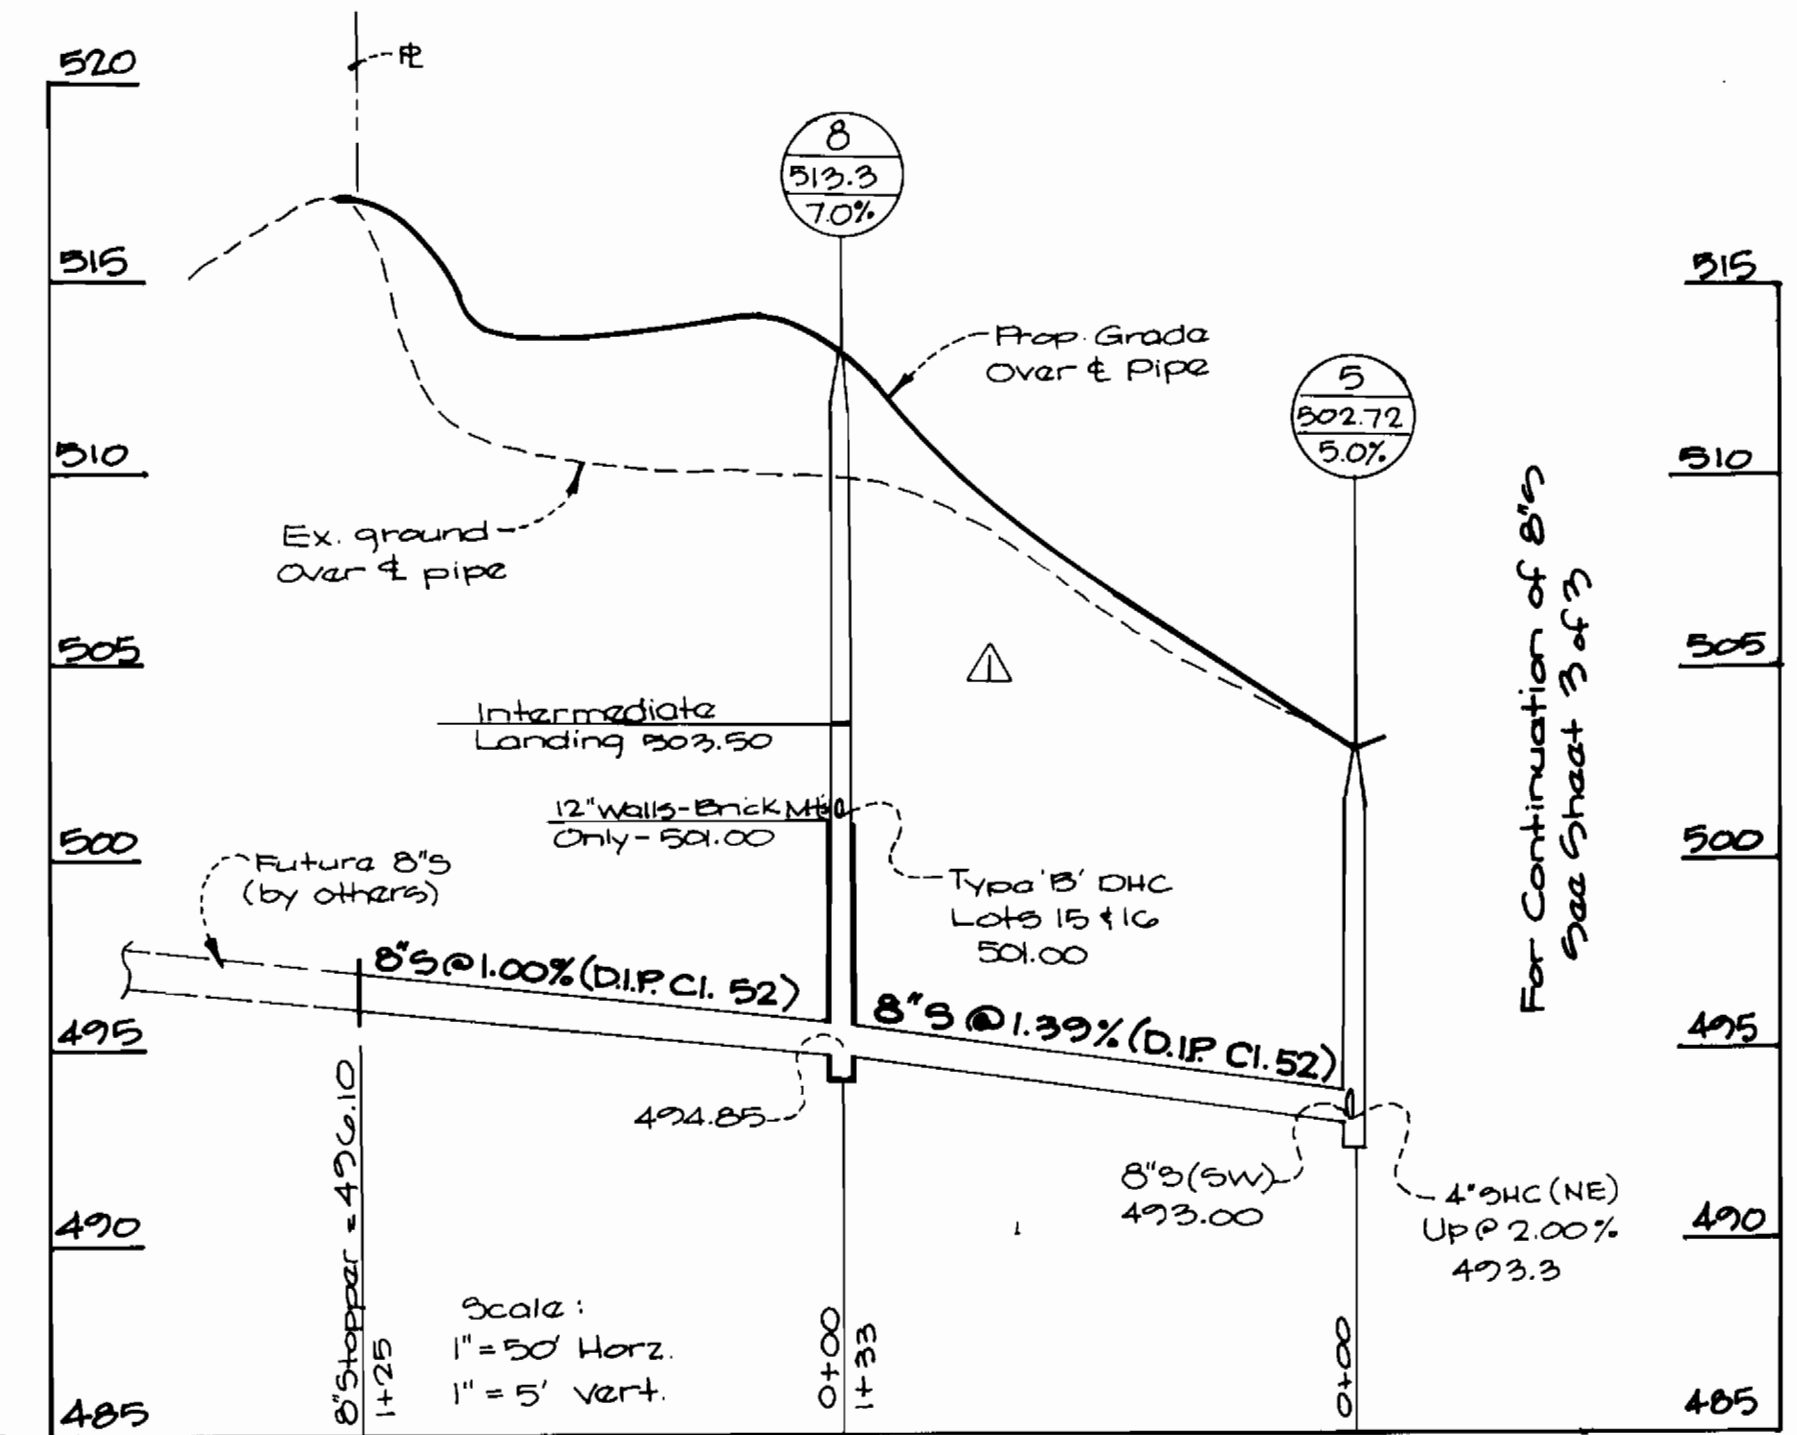 520
℄
8
513.3
7.0%
515
515
Prop. Grade
Over ℄ Pipe
5
502.72
5.0%
510
510
Ex. ground
Over ℄ pipe
For Continuation of 8"S
See Sheet 3 of 3
505
505
1
Intermediate
Landing 503.50
12" Walls-Brick MH
Only - 501.00
500
500
Future 8"S
(by others)
Type 'B' DHC
Lots 15 & 16
501.00
8"S @ 1.00% (D.I.P. Cl. 52)
8"S @ 1.39% (D.I.P. Cl. 52)
495
495
494.85
8"S (SW)
493.00
4"SHC (NE)
Up @ 2.00%
493.3
490
490
8"Stopper = 496.10
1+25
Scale:
1" = 50' Horz.
1" = 5' Vert.
0+00
1+33
0+00
485
485